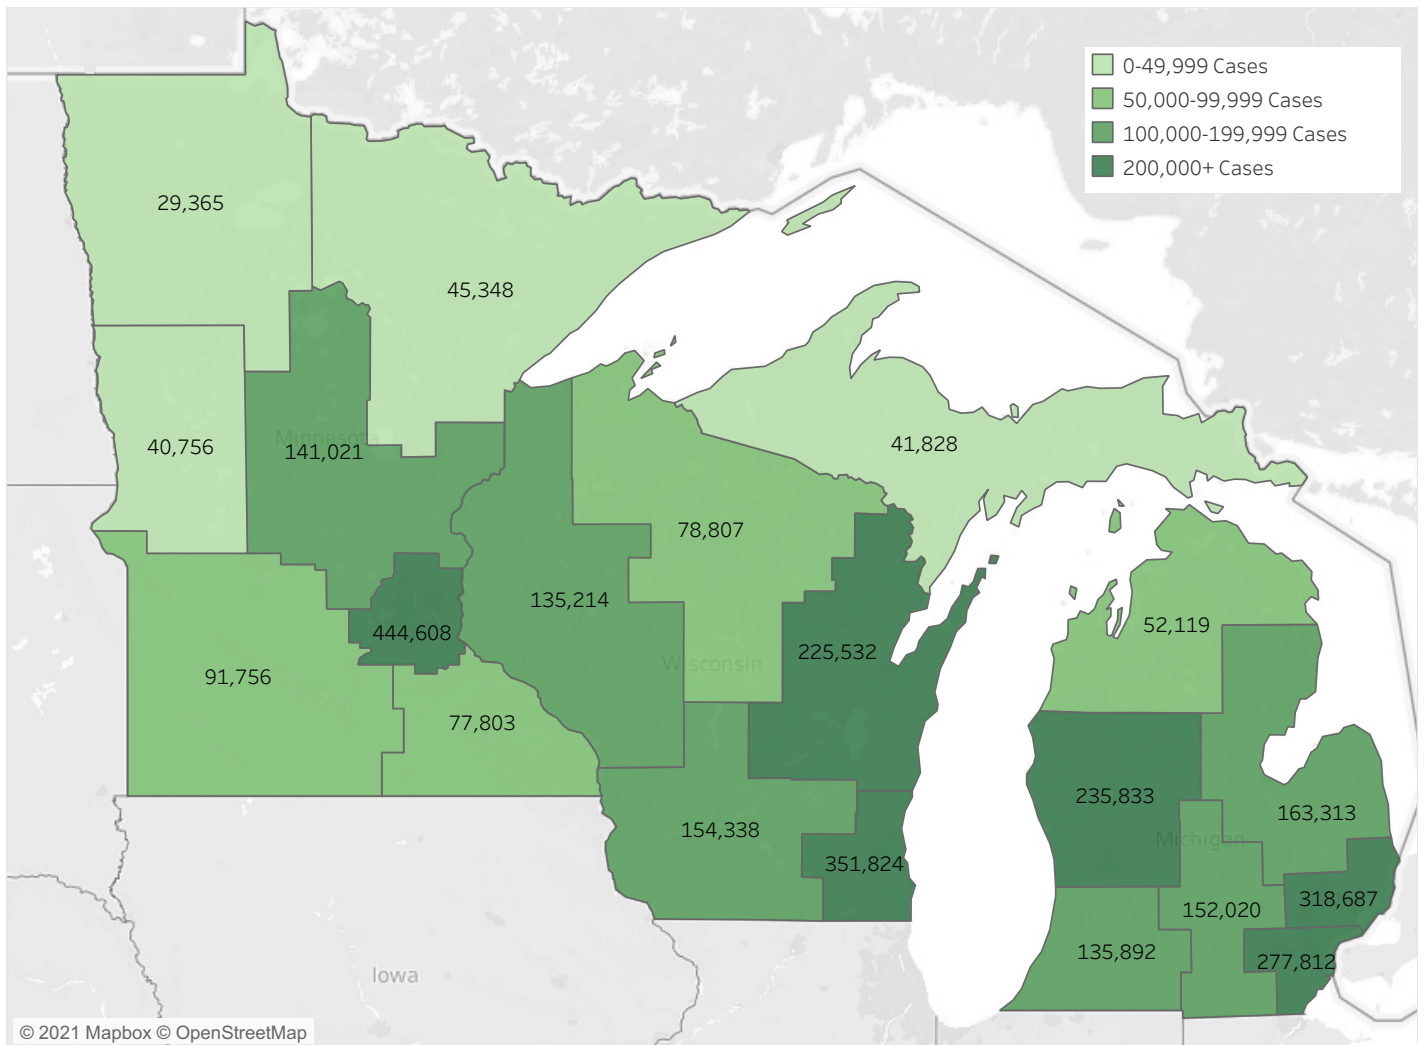 0-49,999 Cases
50,000-99,999 Cases
100,000-199,999 Cases
200,000+ Cases
29,365
45,348
40,756
Minnesota
141,021
41,828
78,807
135,214
444,608
225,532
Wisconsin
52,119
91,756
77,803
235,833
163,313
154,338
Michigan
351,824
318,687
152,020
135,892
277,812
Iowa
© 2021 Mapbox © OpenStreetMap